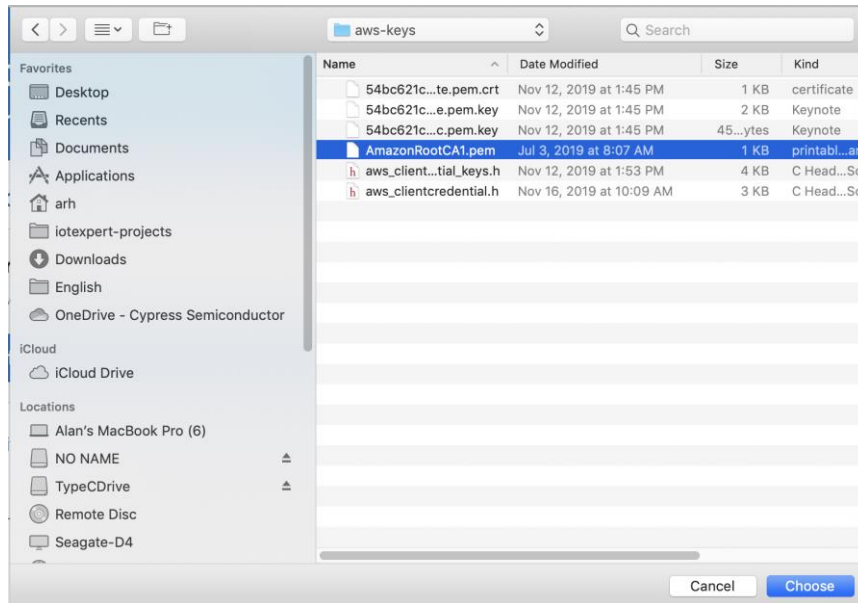 aws-keys
Search
Favorites
Desktop
Recents
Documents
Applications
arh
iotexpert-projects
Downloads
English
OneDrive - Cypress Semiconductor
iCloud
iCloud Drive
Locations
Alan's MacBook Pro (6)
NO NAME
TypeCDrive
Remote Disc
Seagate-D4
Name Date Modified Size Kind
54bc621c...te.pem.crt Nov 12, 2019 at 1:45 PM 1 KB certificate
54bc621c...e.pem.key Nov 12, 2019 at 1:45 PM 2 KB Keynote
54bc621c...c.pem.key Nov 12, 2019 at 1:45 PM 45...ytes Keynote
AmazonRootCA1.pem Jul 3, 2019 at 8:07 AM 1 KB printabl...ar
h aws_client...tial_keys.h Nov 12, 2019 at 1:53 PM 4 KB C Head...So
h aws_clientcredential.h Nov 16, 2019 at 10:09 AM 3 KB C Head...So
Cancel Choose